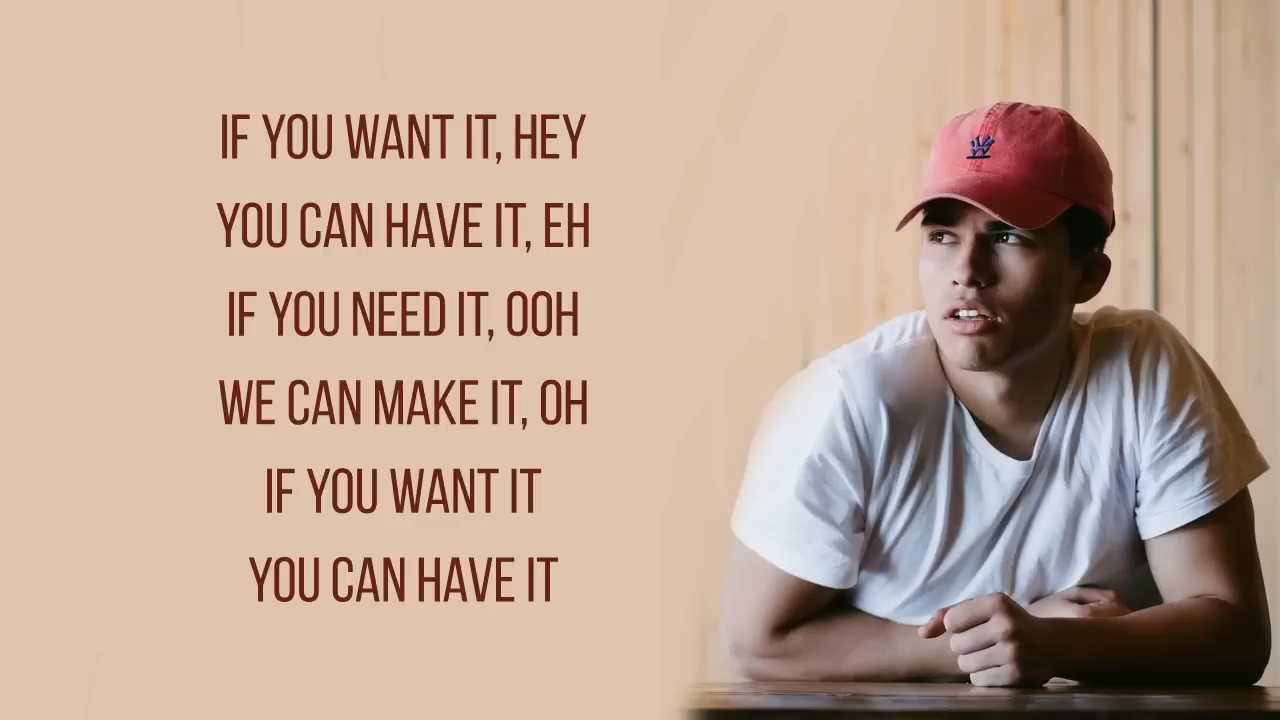 IF YOU WANT IT, HEY
YOU CAN HAVE IT, EH
IF YOU NEED IT, OOH
WE CAN MAKE IT, OH
IF YOU WANT IT
YOU CAN HAVE IT